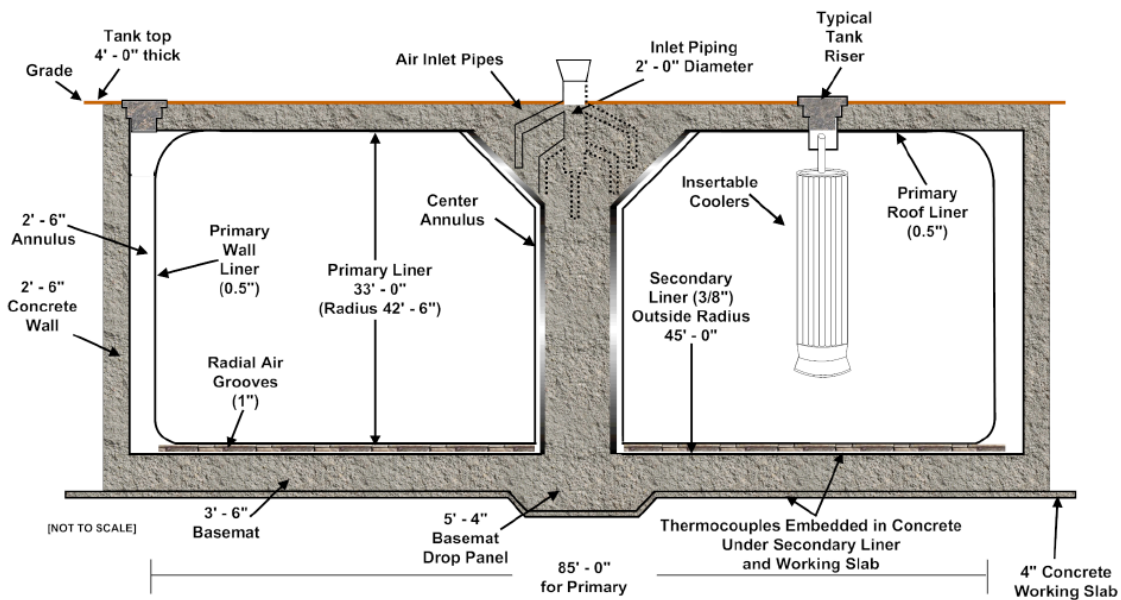 Tank top
4' - 0" thick
Grade
Air Inlet Pipes
Inlet Piping
2' - 0" Diameter
Typical
Tank
Riser
2' - 6"
Annulus
Primary
Wall
Liner
(0.5")
Primary Liner
33' - 0"
(Radius 42' - 6")
Center
Annulus
Insertable
Coolers
Primary
Roof Liner
(0.5")
2' - 6"
Concrete
Wall
Radial Air
Grooves
(1")
Secondary
Liner (3/8")
Outside Radius
45' - 0"
[NOT TO SCALE]
3' - 6"
Basemat
5' - 4"
Basemat
Drop Panel
Thermocouples Embedded in Concrete
Under Secondary Liner
and Working Slab
4" Concrete
Working Slab
85' - 0"
for Primary